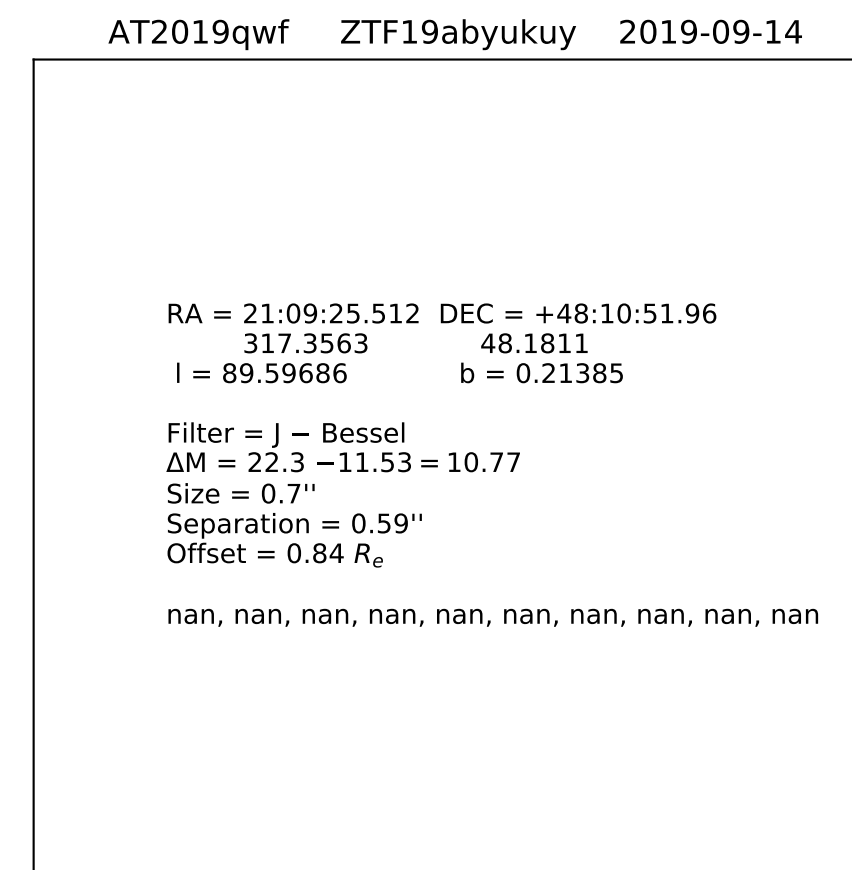 AT2019qwf ZTF19abyukuy 2019-09-14
RA = 21:09:25.512 DEC = +48:10:51.96
317.3563 48.1811
l = 89.59686 b = 0.21385
Filter = J − Bessel
ΔM = 22.3 −11.53 = 10.77
Size = 0.7''
Separation = 0.59''
Offset = 0.84 Re
nan, nan, nan, nan, nan, nan, nan, nan, nan, nan